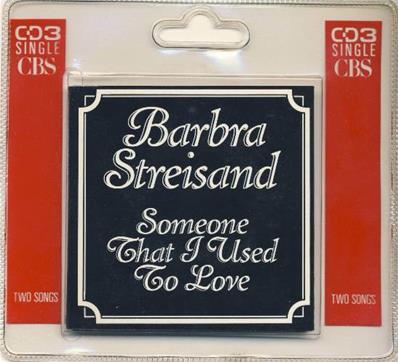 CD3
SINGLE
CBS
TWO SONGS
Barbra
Streisand
Someone
That I Used
To Love
CD3
SINGLE
CBS
TWO SONGS